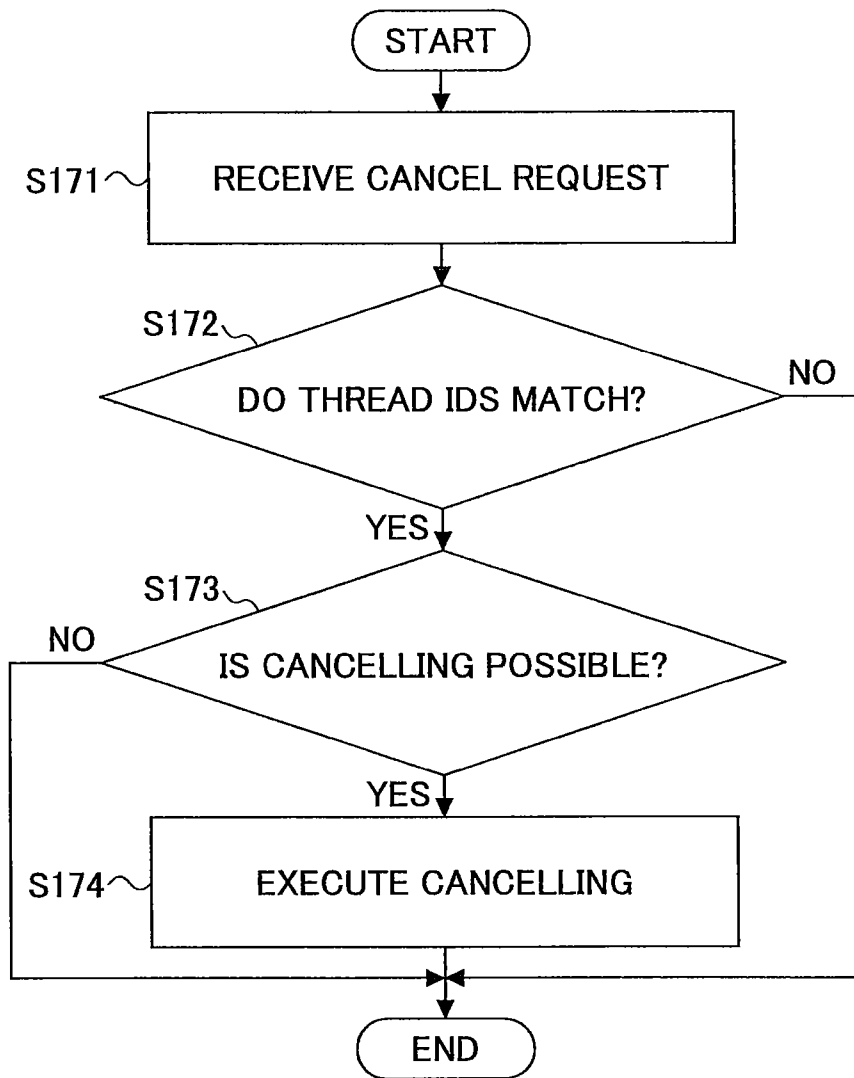 START
S171
RECEIVE CANCEL REQUEST
S172
DO THREAD IDS MATCH?
NO
YES
S173
NO
IS CANCELLING POSSIBLE?
YES
S174
EXECUTE CANCELLING
END